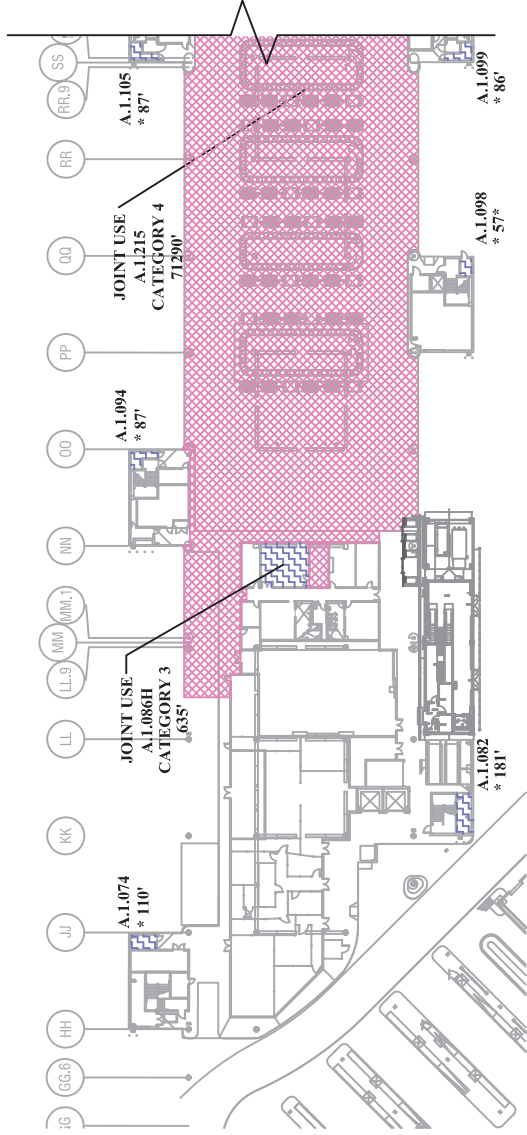 SS
RR.9
RR
QQ
PP
OO
NN
MM.1
MM
LL.9
LL
KK
JJ
HH
GG.6
GG
A.1.105
* 87'
A.1.099
* 86'
JOINT USE
A.1.215
CATEGORY 4
71290'
A.1.098
* 57*
A.1.094
* 87'
JOINT USE
A.1.086H
CATEGORY 3
635'
A.1.082
* 181'
A.1.074
* 110'